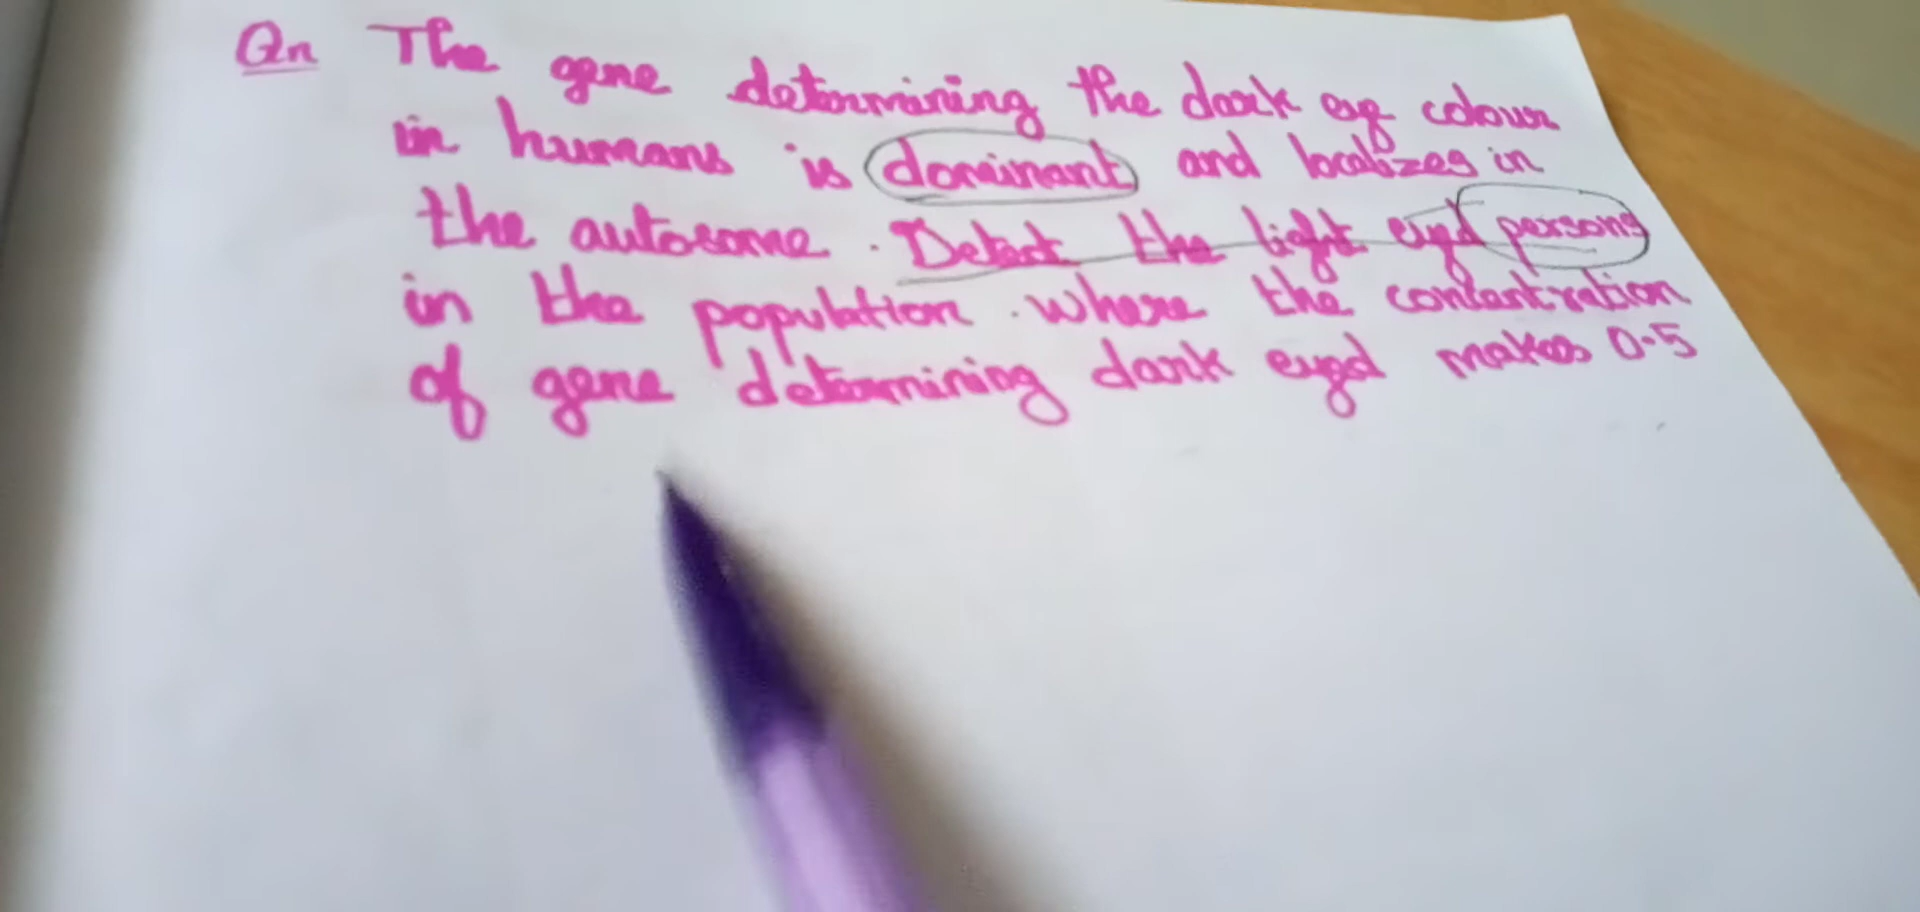 Qn The gene determining the dark eye colour
in humans is dominant and localizes in
the autosome. Detect the light eyed persons
in the population where the concentration
of gene determining dark eyed makes 0.5